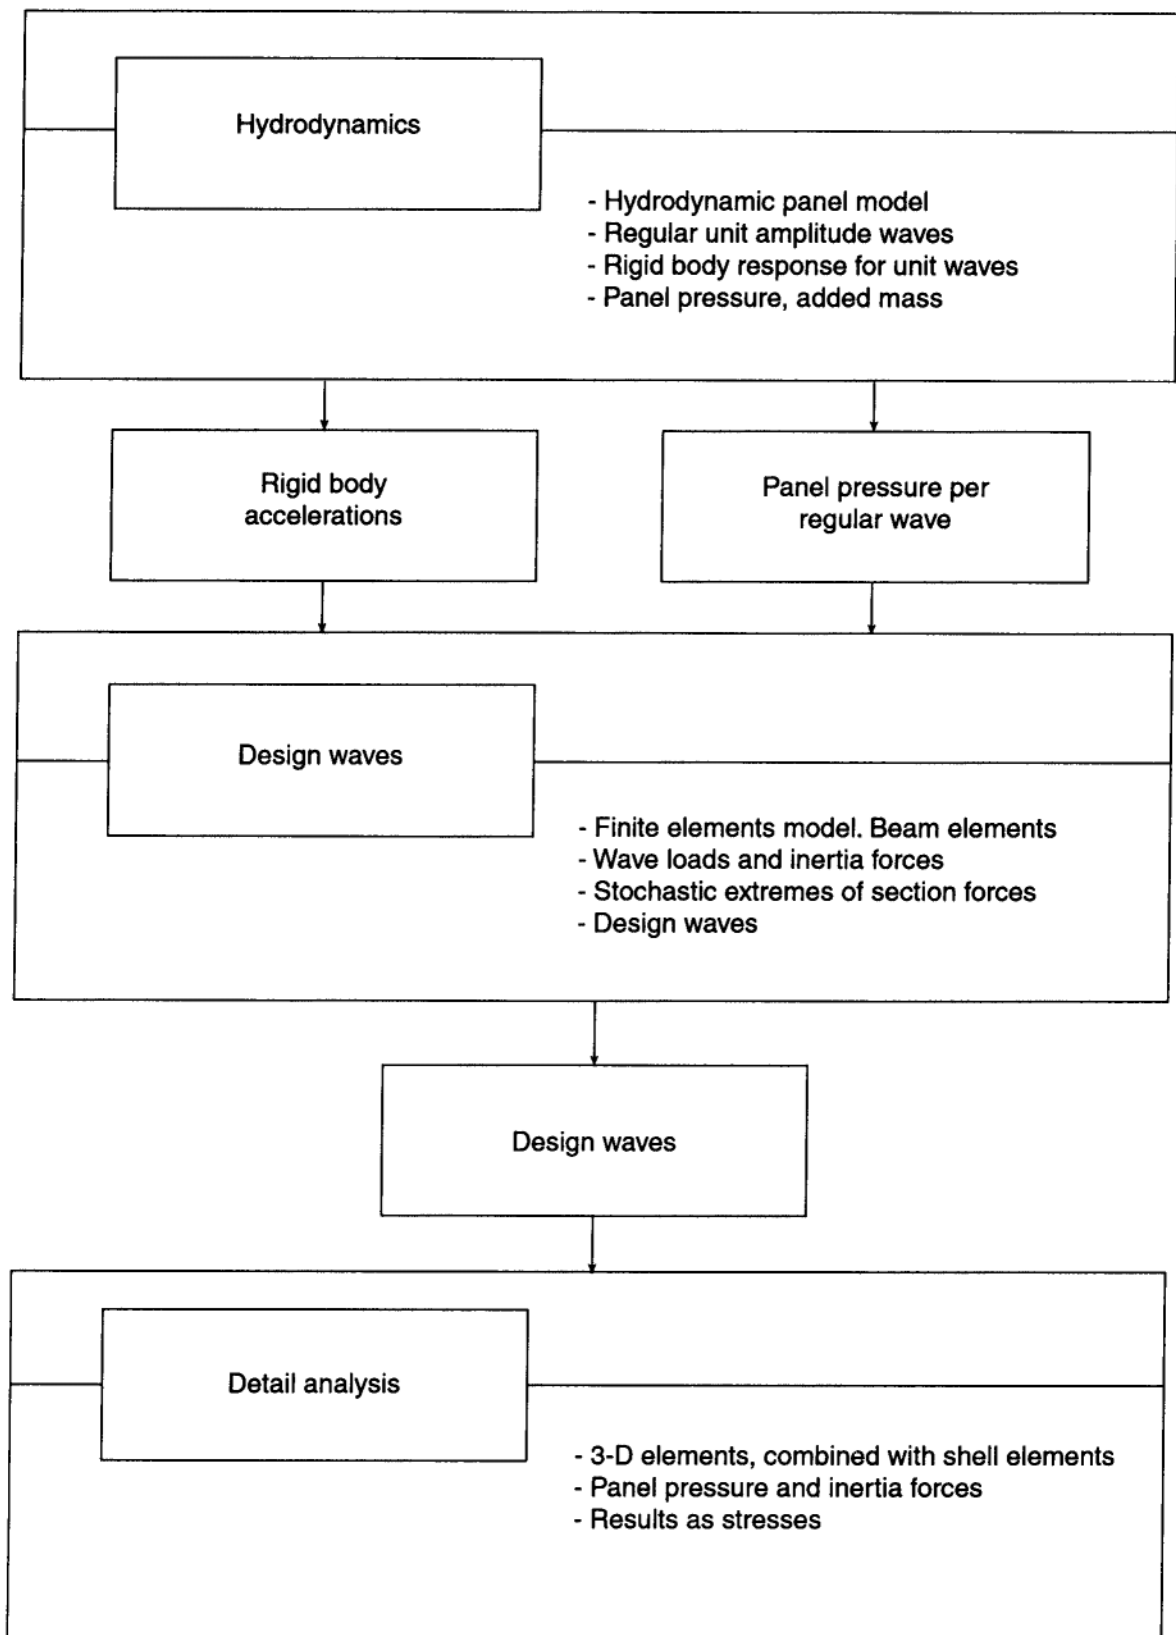 Hydrodynamics
- Hydrodynamic panel model
- Regular unit amplitude waves
- Rigid body response for unit waves
- Panel pressure, added mass
Rigid body
accelerations
Panel pressure per
regular wave
Design waves
- Finite elements model. Beam elements
- Wave loads and inertia forces
- Stochastic extremes of section forces
- Design waves
Design waves
Detail analysis
- 3-D elements, combined with shell elements
- Panel pressure and inertia forces
- Results as stresses